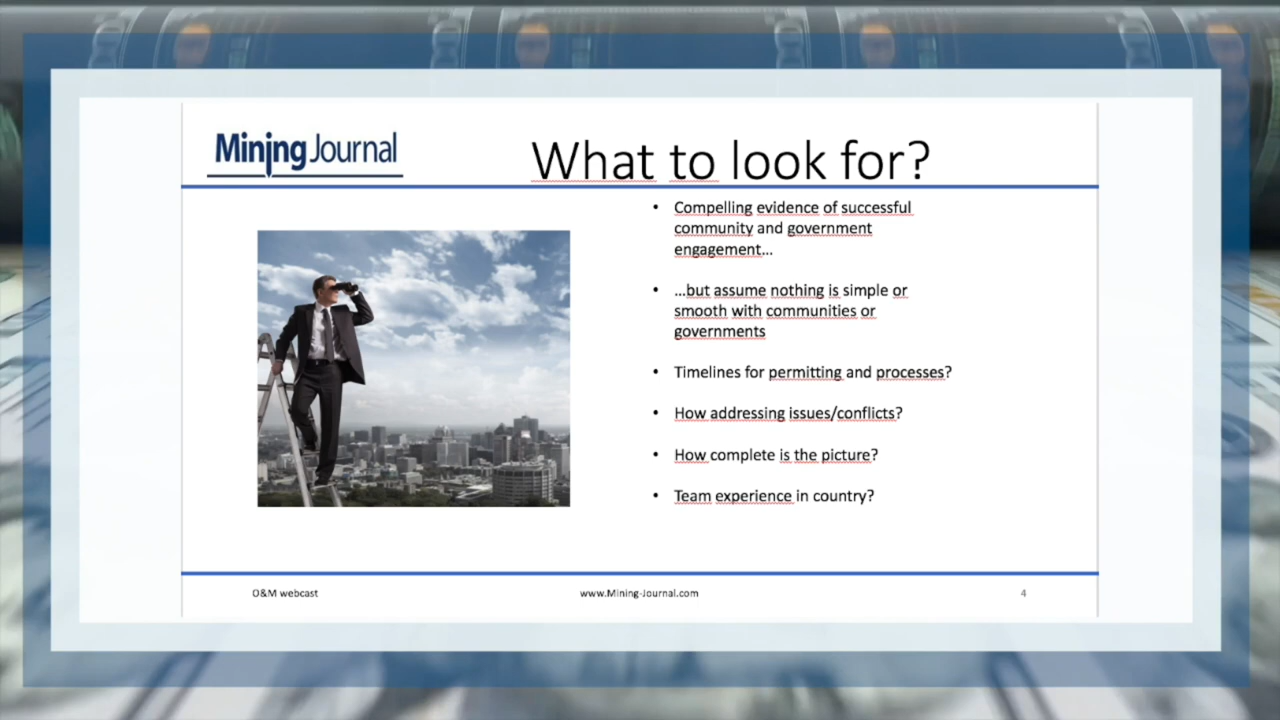 Mining Journal
What to look for?
• Compelling evidence of successful
community and government
engagement...
• ...but assume nothing is simple or
smooth with communities or
governments
• Timelines for permitting and processes?
• How addressing issues/conflicts?
• How complete is the picture?
• Team experience in country?
O&M webcast
www.Mining-Journal.com
4